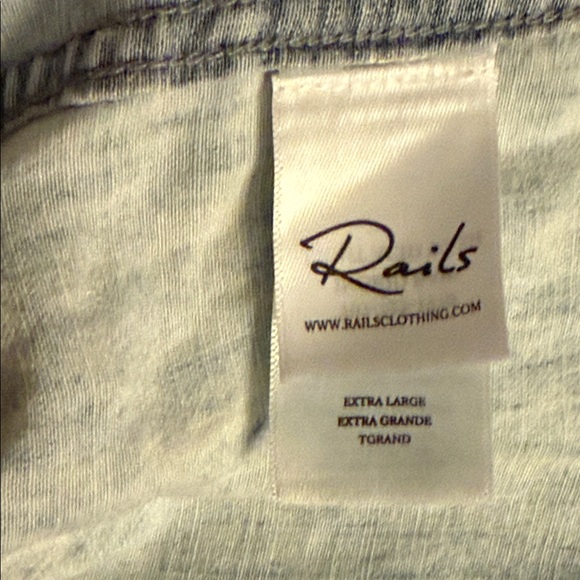 Rails
WWW.RAILSCLOTHING.COM
EXTRA LARGE
EXTRA GRANDE
TGRAND